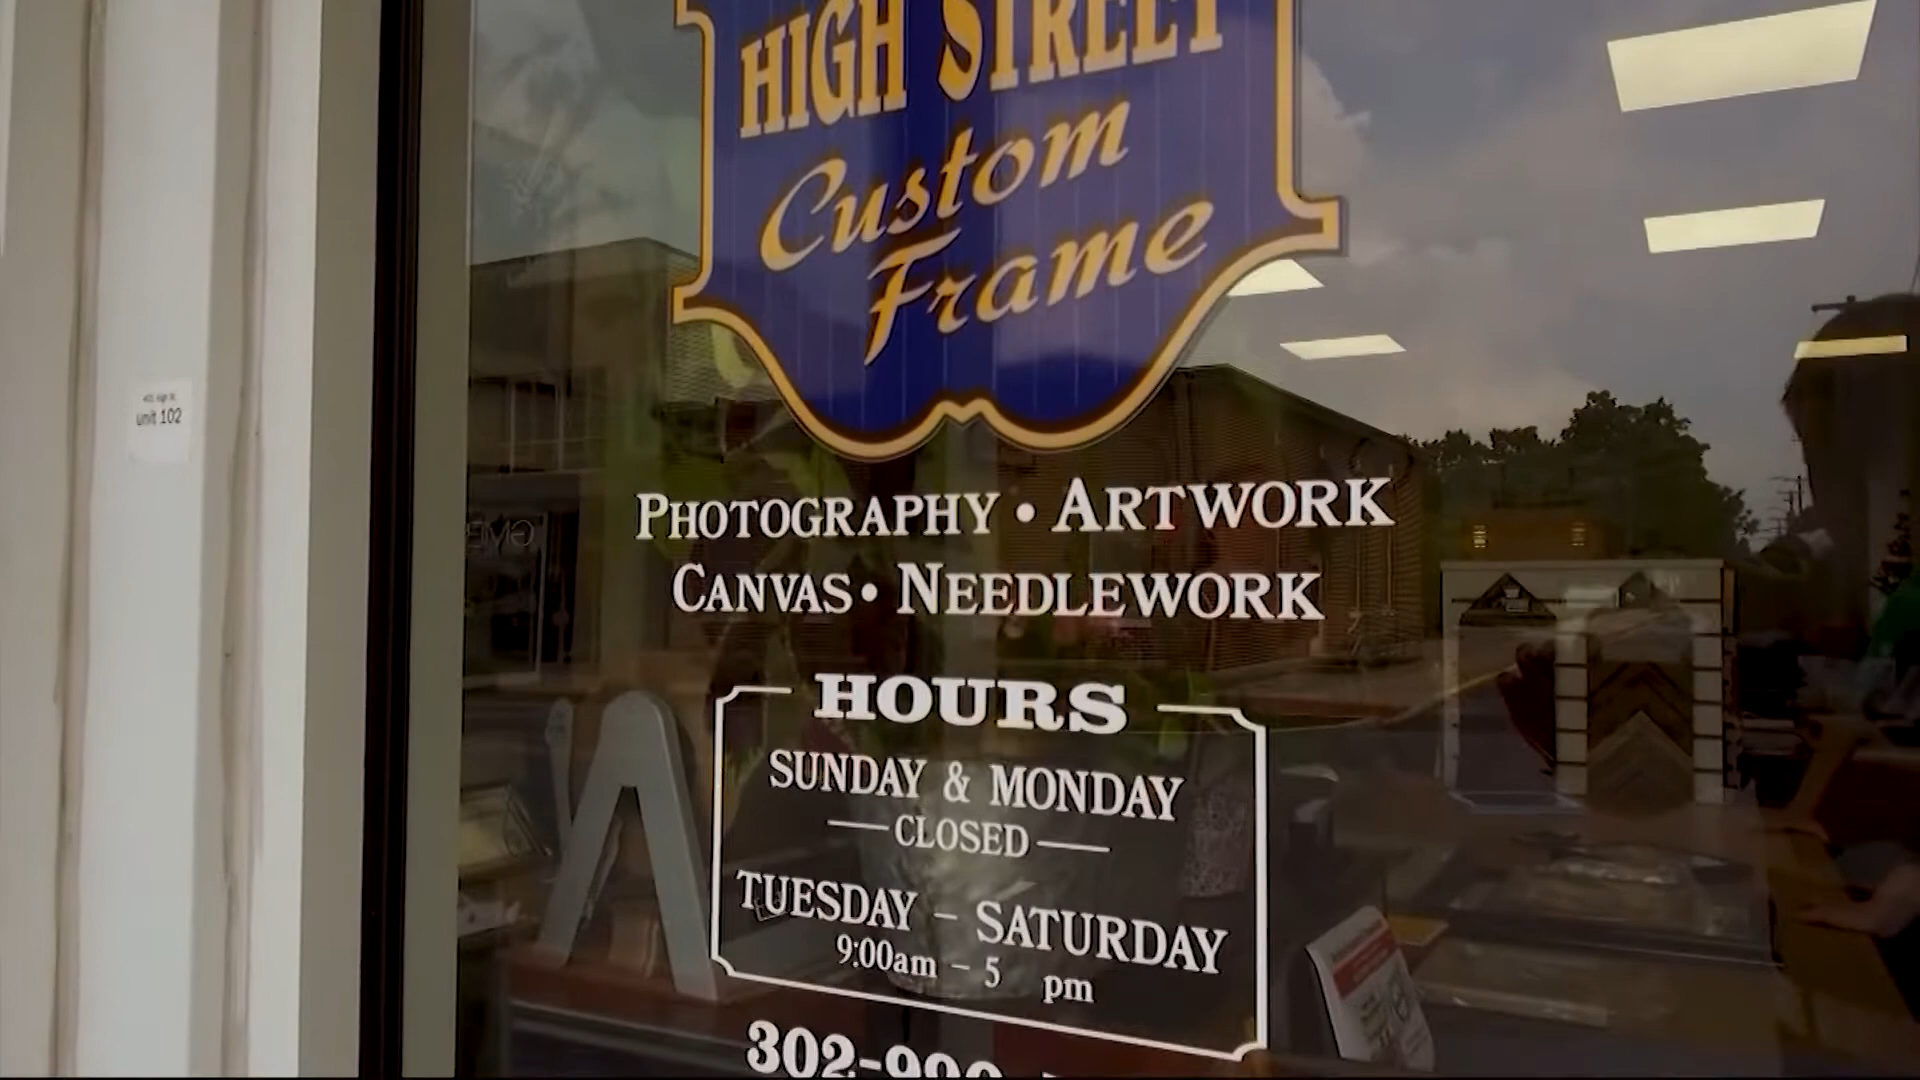 HIGH STREET
Custom
Frame
unit 102
PHOTOGRAPHY • ARTWORK
CANVAS • NEEDLEWORK
HOURS
SUNDAY & MONDAY
— CLOSED —
TUESDAY – SATURDAY
9:00am – 5 pm